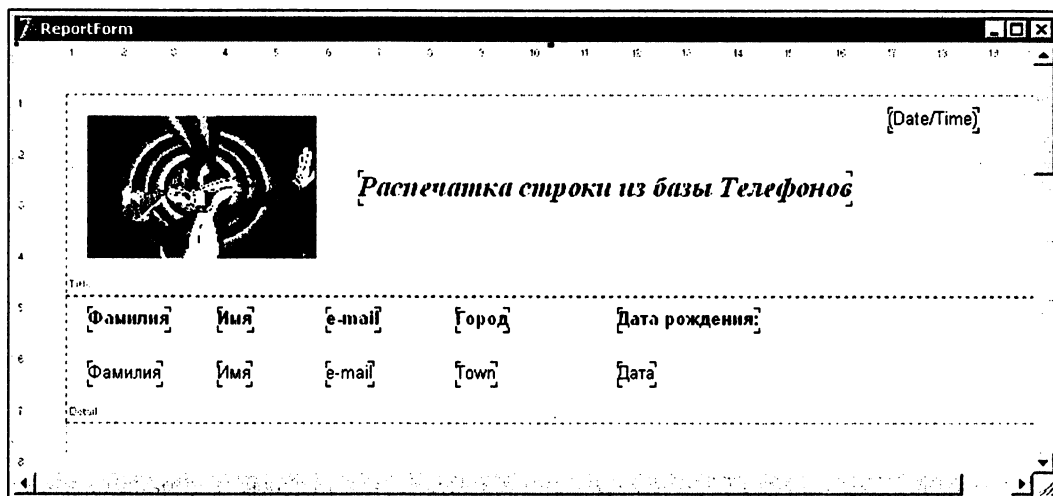 ReportForm
(Date/Time)
Распечатка строки из базы Телефонов
Title
Фамилия Имя e-mail Город Дата рождения:
Фамилия Имя e-mail Town Дата
Detail